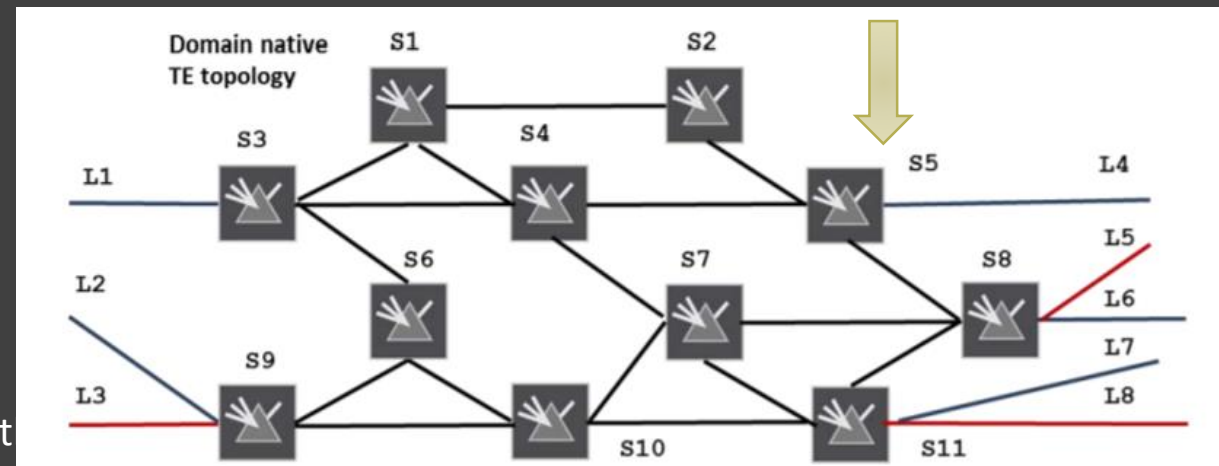 Domain native
TE topology
S1
S2
S3
S4
S5
L1
L4
L5
S6
S7
S8
L2
L6
L7
S9
L3
L8
t
S10
S11